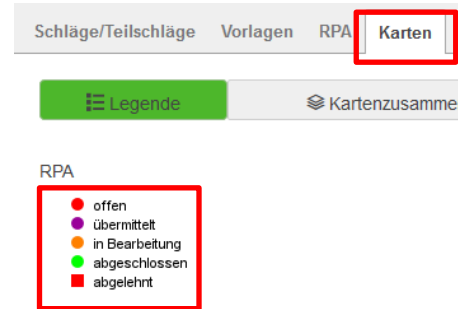 Schläge/Teilschläge Vorlagen RPA Karten
Legende Kartenzusamme
RPA
offen
übermittelt
in Bearbeitung
abgeschlossen
abgelehnt